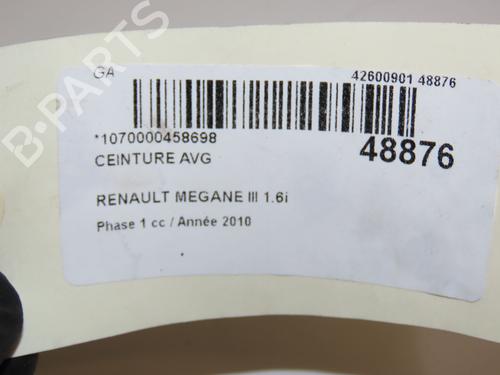 GA
42600901 48876
*1070000458698
48876
CEINTURE AVG
RENAULT MEGANE III 1.6i
Phase 1 cc / Année 2010
B-PARTS